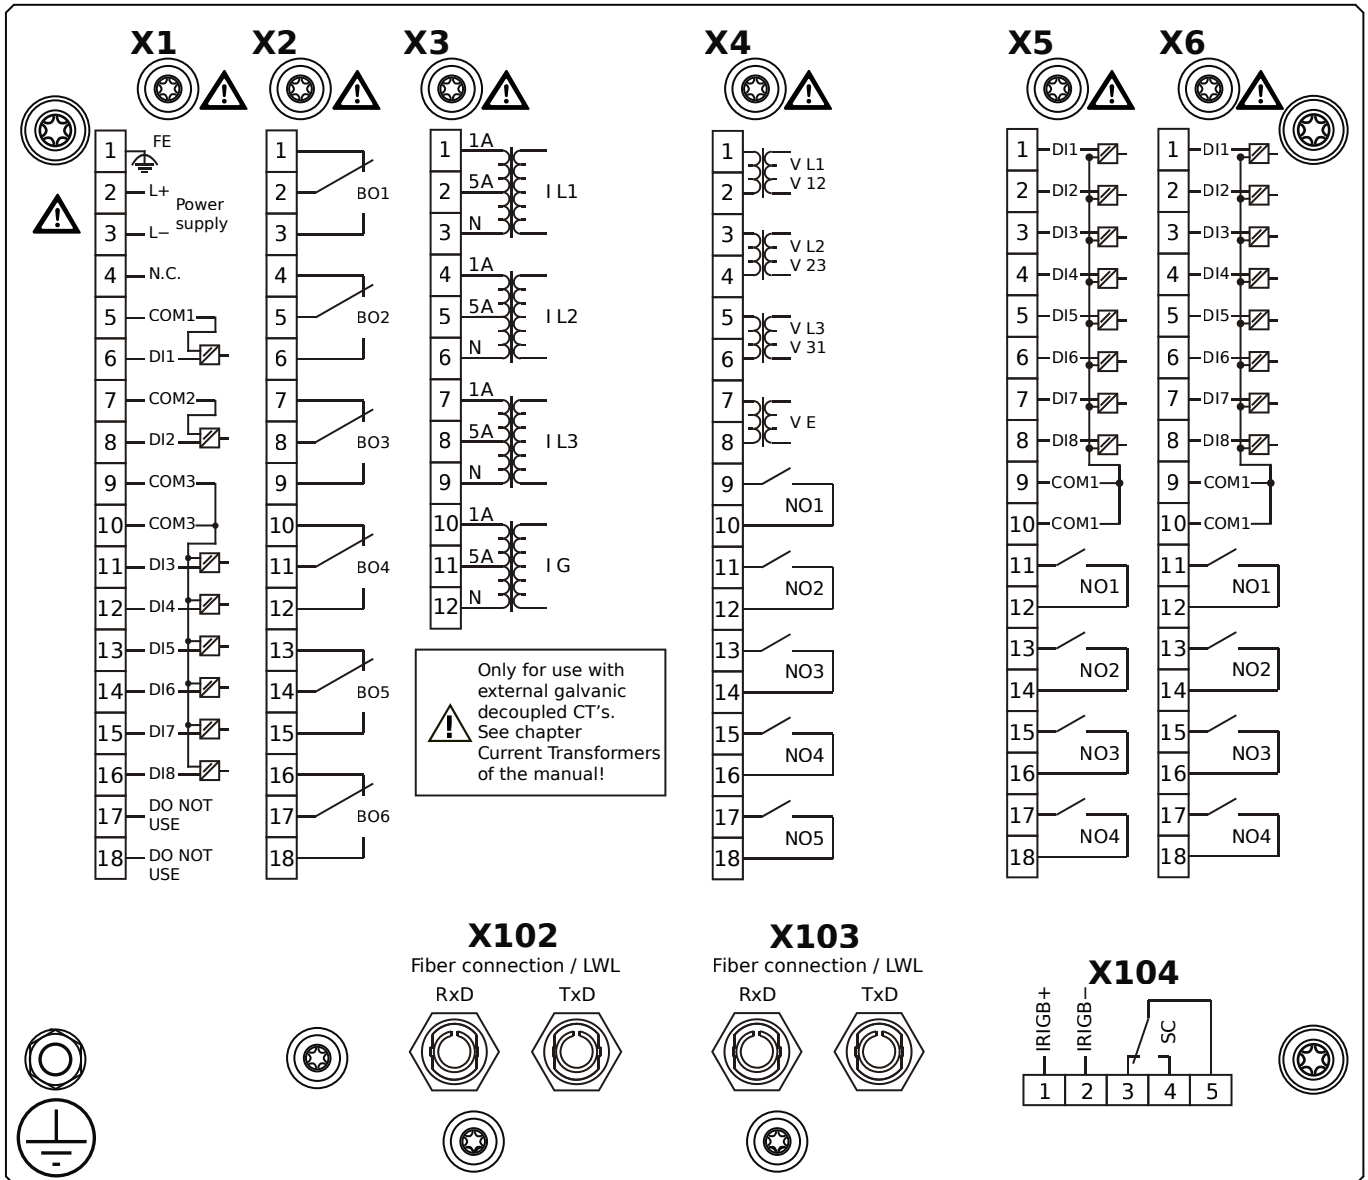 X1
1 FE
2 L+
Power
supply
3 L−
4 N.C.
5 COM1
6 DI1
7 COM2
8 DI2
9 COM3
10 COM3
11 DI3
12 DI4
13 DI5
14 DI6
15 DI7
16 DI8
17 DO NOT
USE
18 DO NOT
USE
X2
1
2 BO1
3
4
5 BO2
6
7
8 BO3
9
10
11 BO4
12
13
14 BO5
15
16
17 BO6
18
X3
1 1A
2 5A I L1
3 N
4 1A
5 5A I L2
6 N
7 1A
8 5A I L3
9 N
10 1A
11 5A I G
12 N
Only for use with
external galvanic
decoupled CT's.
See chapter
Current Transformers
of the manual!
X4
1 V L1
2 V 12
3 V L2
4 V 23
5 V L3
6 V 31
7 V E
8
9
NO1
10
11
NO2
12
13
NO3
14
15
NO4
16
17
NO5
18
X5
1 DI1
2 DI2
3 DI3
4 DI4
5 DI5
6 DI6
7 DI7
8 DI8
9 COM1
10 COM1
11
NO1
12
13
NO2
14
15
NO3
16
17
NO4
18
X6
1 DI1
2 DI2
3 DI3
4 DI4
5 DI5
6 DI6
7 DI7
8 DI8
9 COM1
10 COM1
11
NO1
12
13
NO2
14
15
NO3
16
17
NO4
18
X102
Fiber connection / LWL
RxD TxD
X103
Fiber connection / LWL
RxD TxD
X104
IRIGB+
IRIGB−
SC
1 2 3 4 5